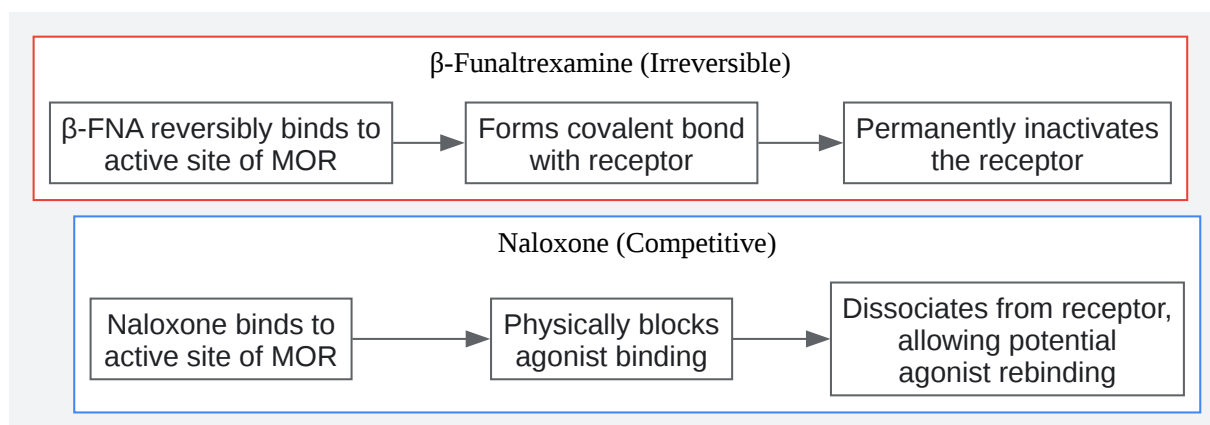 β-Funaltrexamine (Irreversible)
β-FNA reversibly binds to
active site of MOR
Forms covalent bond
with receptor
Permanently inactivates
the receptor
Naloxone (Competitive)
Naloxone binds to
active site of MOR
Physically blocks
agonist binding
Dissociates from receptor,
allowing potential
agonist rebinding